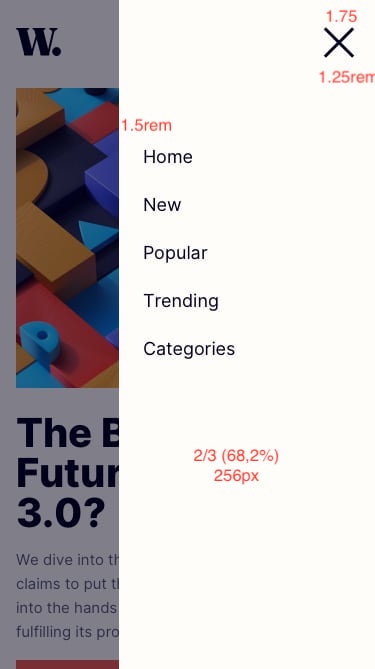 W.
1.75
1.25rem
1.5rem
Home
New
Popular
Trending
Categories
2/3 (68,2%)
256px
The B
Futur
3.0?
We dive into th
claims to put t
into the hands
fulfilling its pro